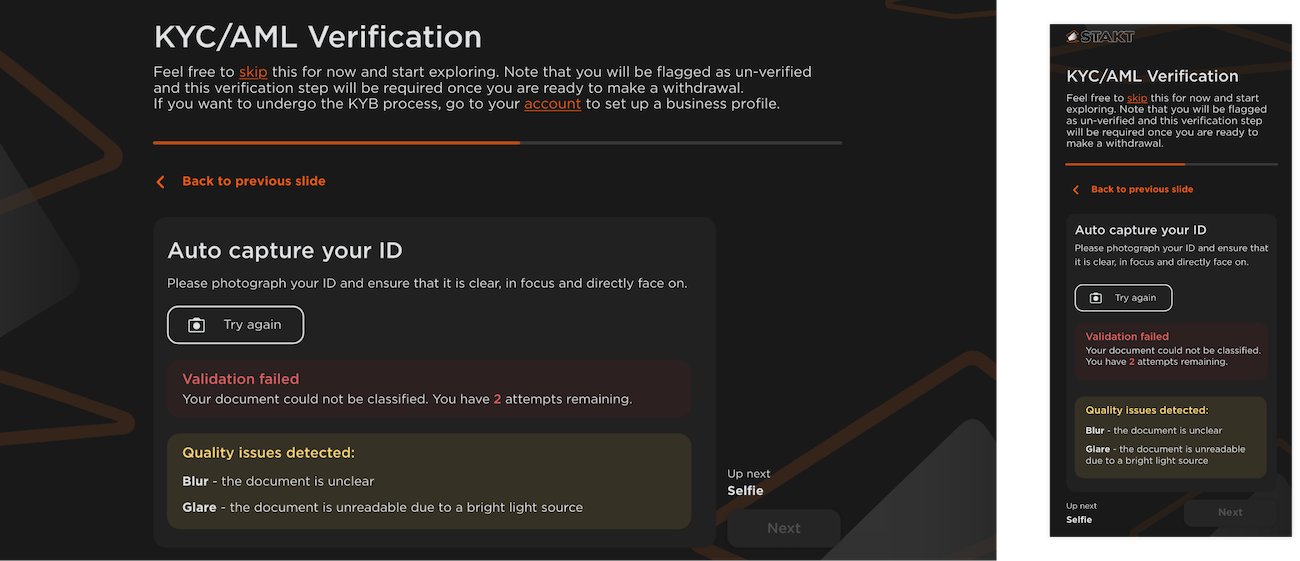 KYC/AML Verification
Feel free to skip this for now and start exploring. Note that you will be flagged as un-verified
and this verification step will be required once you are ready to make a withdrawal.
If you want to undergo the KYB process, go to your account to set up a business profile.
Back to previous slide
Auto capture your ID
Please photograph your ID and ensure that it is clear, in focus and directly face on.
Try again
Validation failed
Your document could not be classified. You have 2 attempts remaining.
Quality issues detected:
Blur - the document is unclear
Glare - the document is unreadable due to a bright light source
Up next
Selfie
Next
STAKT
KYC/AML Verification
Feel free to skip this for now and start
exploring. Note that you will be flagged
as un-verified and this verification step
will be required once you are ready to
make a withdrawal.
Back to previous slide
Auto capture your ID
Please photograph your ID and ensure that
it is clear, in focus and directly face on.
Try again
Validation failed
Your document could not be classified.
You have 2 attempts remaining.
Quality issues detected:
Blur - the document is unclear
Glare - the document is unreadable
due to a bright light source
Up next
Selfie
Next